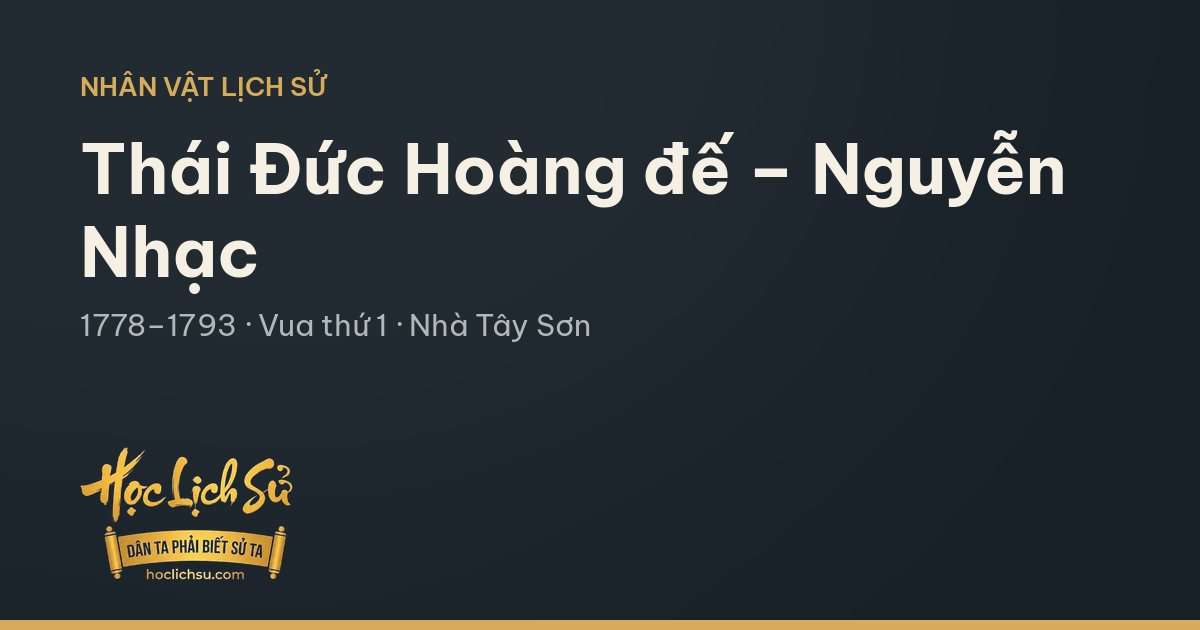 NHÂN VẬT LỊCH SỬ
Thái Đức Hoàng đế – Nguyễn
Nhạc
1778–1793 · Vua thứ 1 · Nhà Tây Sơn
Học Lịch Sử
DÂN TA PHẢI BIẾT SỬ TA
hoclichsu.com